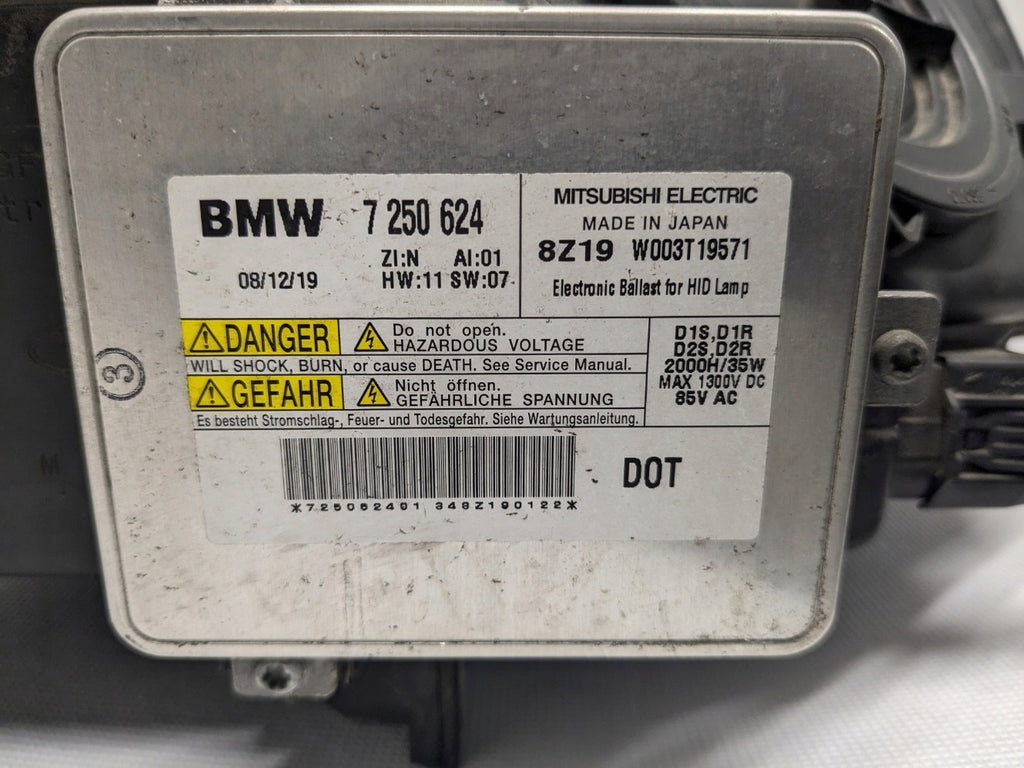 BMW 7 250 624
ZI:N AI:01
08/12/19 HW:11 SW:07
MITSUBISHI ELECTRIC
MADE IN JAPAN
8Z19 W003T19571
Electronic Ballast for HID Lamp
DANGER Do not open.
HAZARDOUS VOLTAGE
WILL SHOCK, BURN, or cause DEATH. See Service Manual.
GEFAHR Nicht öffnen.
GEFÄHRLICHE SPANNUNG
Es besteht Stromschlag-, Feuer- und Todesgefahr. Siehe Wartungsanleitung.
D1S,D1R
D2S,D2R
2000H/35W
MAX 1300V DC
85V AC
*725062401 348Z190122*
DOT
3
M